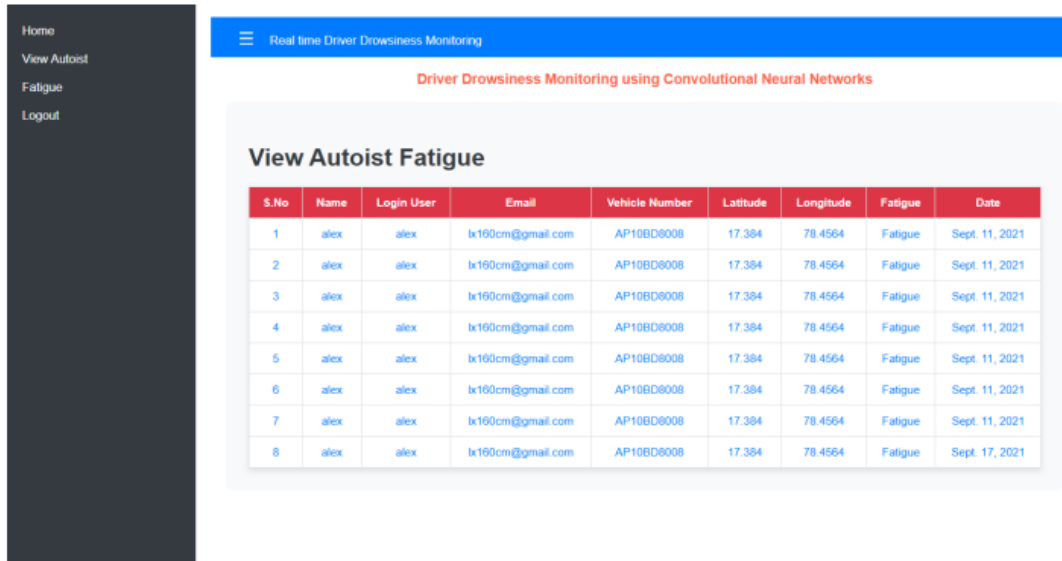 Home
View Autoist
Fatigue
Logout
☰ Real time Driver Drowsiness Monitoring
Driver Drowsiness Monitoring using Convolutional Neural Networks
View Autoist Fatigue
S.No Name Login User Email Vehicle Number Latitude Longitude Fatigue Date
1 alex alex lx160cm@gmail.com AP10BD8008 17.384 78.4564 Fatigue Sept. 11, 2021
2 alex alex lx160cm@gmail.com AP10BD8008 17.384 78.4564 Fatigue Sept. 11, 2021
3 alex alex lx160cm@gmail.com AP10BD8008 17.384 78.4564 Fatigue Sept. 11, 2021
4 alex alex lx160cm@gmail.com AP10BD8008 17.384 78.4564 Fatigue Sept. 11, 2021
5 alex alex lx160cm@gmail.com AP10BD8008 17.384 78.4564 Fatigue Sept. 11, 2021
6 alex alex lx160cm@gmail.com AP10BD8008 17.384 78.4564 Fatigue Sept. 11, 2021
7 alex alex lx160cm@gmail.com AP10BD8008 17.384 78.4564 Fatigue Sept. 11, 2021
8 alex alex lx160cm@gmail.com AP10BD8008 17.384 78.4564 Fatigue Sept. 17, 2021